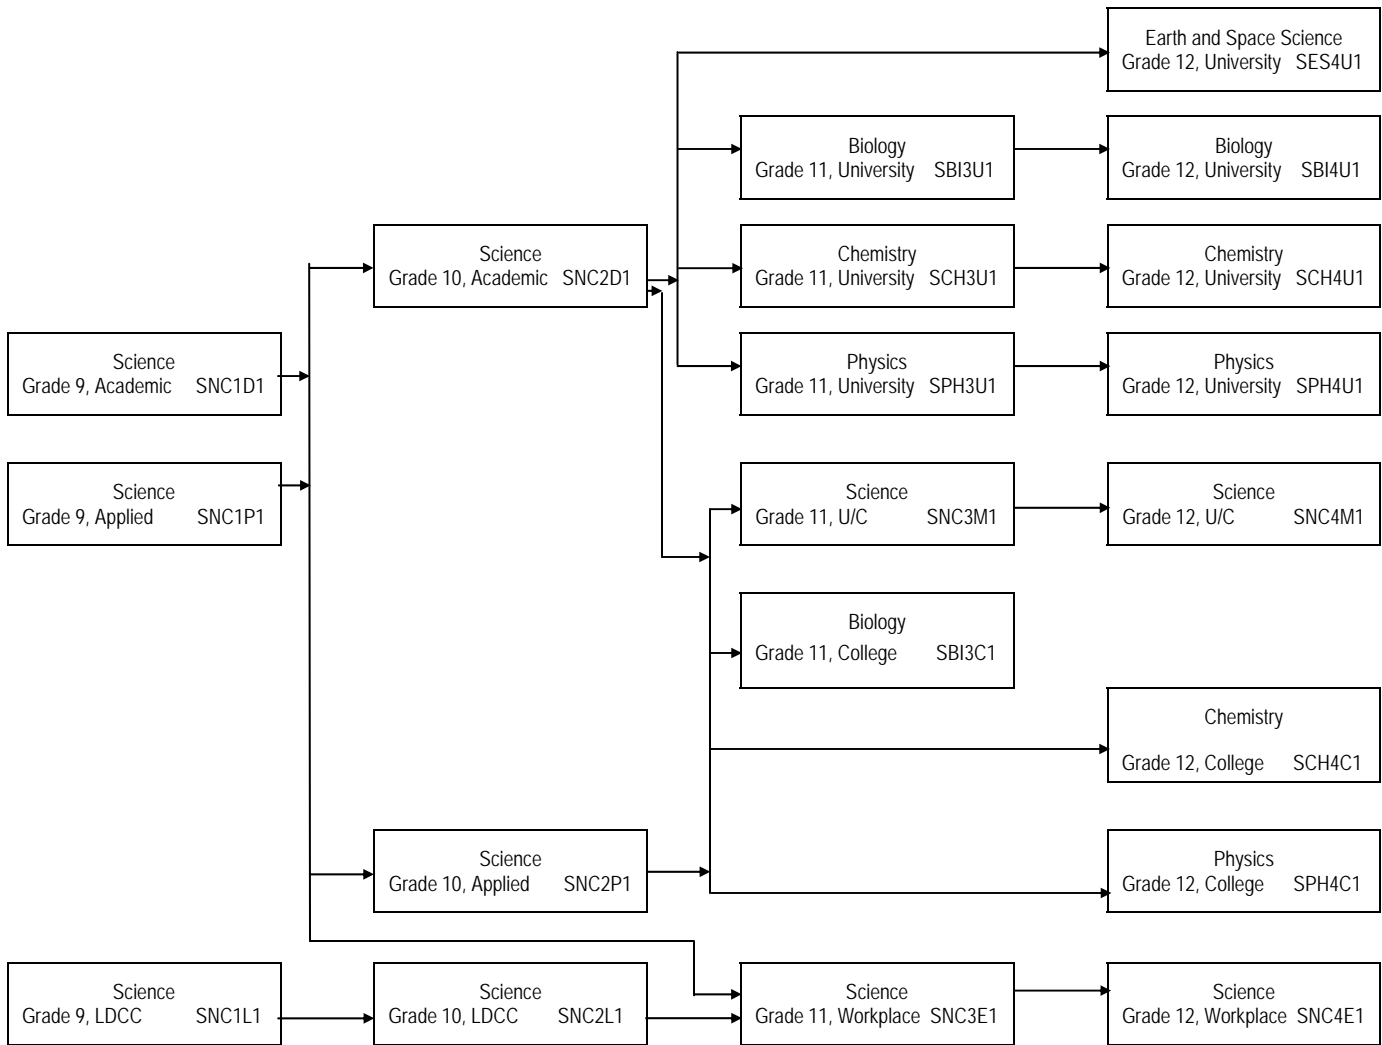 Earth and Space Science
Grade 12, University SES4U1
Biology
Grade 11, University SBI3U1
Biology
Grade 12, University SBI4U1
Science
Grade 10, Academic SNC2D1
Chemistry
Grade 11, University SCH3U1
Chemistry
Grade 12, University SCH4U1
Science
Grade 9, Academic SNC1D1
Physics
Grade 11, University SPH3U1
Physics
Grade 12, University SPH4U1
Science
Grade 9, Applied SNC1P1
Science
Grade 11, U/C SNC3M1
Science
Grade 12, U/C SNC4M1
Biology
Grade 11, College SBI3C1
Chemistry
Grade 12, College SCH4C1
Science
Grade 10, Applied SNC2P1
Physics
Grade 12, College SPH4C1
Science
Grade 9, LDCC SNC1L1
Science
Grade 10, LDCC SNC2L1
Science
Grade 11, Workplace SNC3E1
Science
Grade 12, Workplace SNC4E1